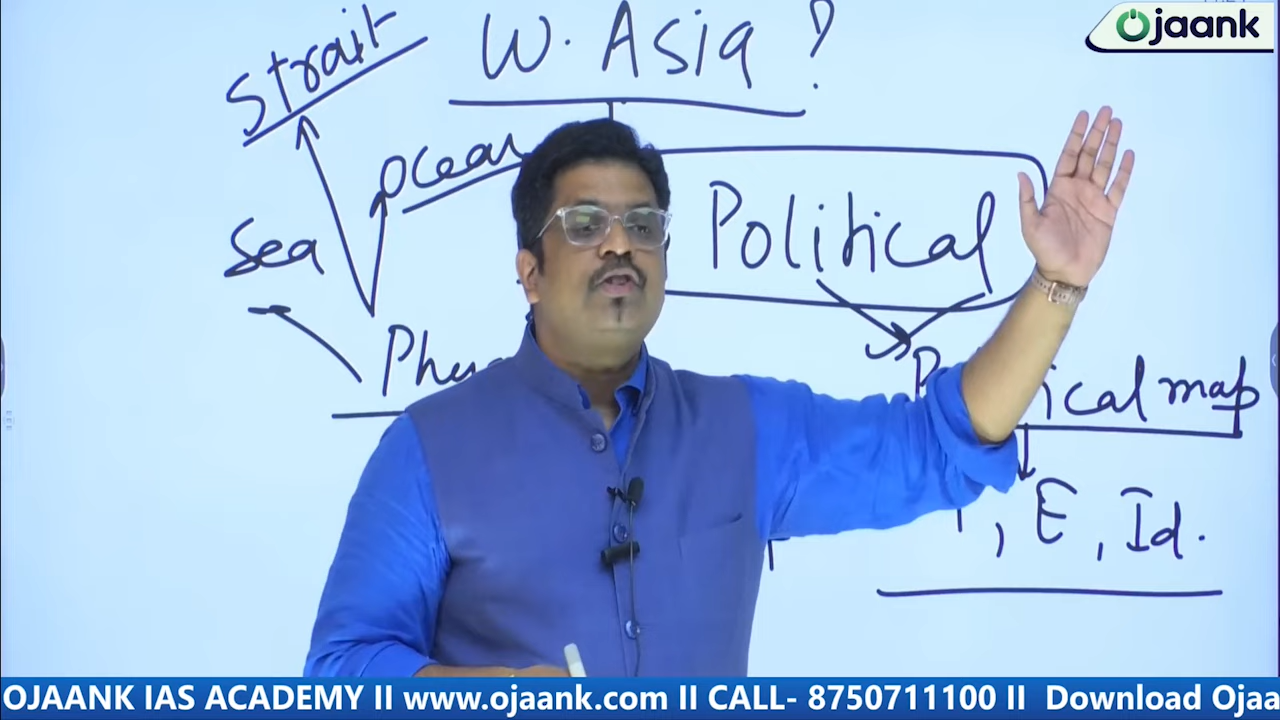 Ojaank
W. Asia ?
Strait
Ocean
Sea
Political
Phy
Political map
, E, Id.
OJAANK IAS ACADEMY II www.ojaank.com II CALL- 8750711100 II Download Ojaa